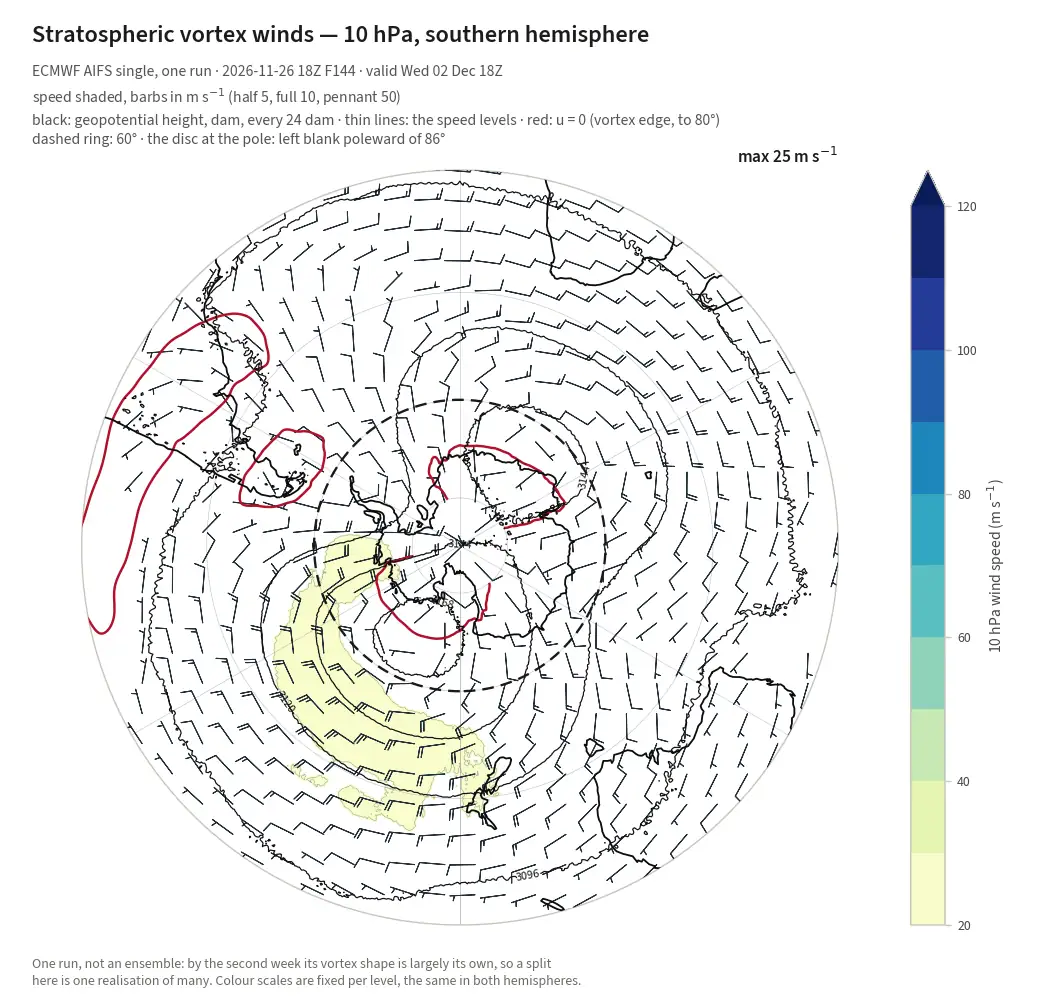 Stratospheric vortex winds — 10 hPa, southern hemisphere
ECMWF AIFS single, one run · 2026-11-26 18Z F144 · valid Wed 02 Dec 18Z
speed shaded, barbs in m s⁻¹ (half 5, full 10, pennant 50)
black: geopotential height, dam, every 24 dam · thin lines: the speed levels · red: u = 0 (vortex edge, to 80°)
dashed ring: 60° · the disc at the pole: left blank poleward of 86°
max 25 m s⁻¹
120
100
80
60
40
20
10 hPa wind speed (m s⁻¹)
3120
3096
One run, not an ensemble: by the second week its vortex shape is largely its own, so a split
here is one realisation of many. Colour scales are fixed per level, the same in both hemispheres.